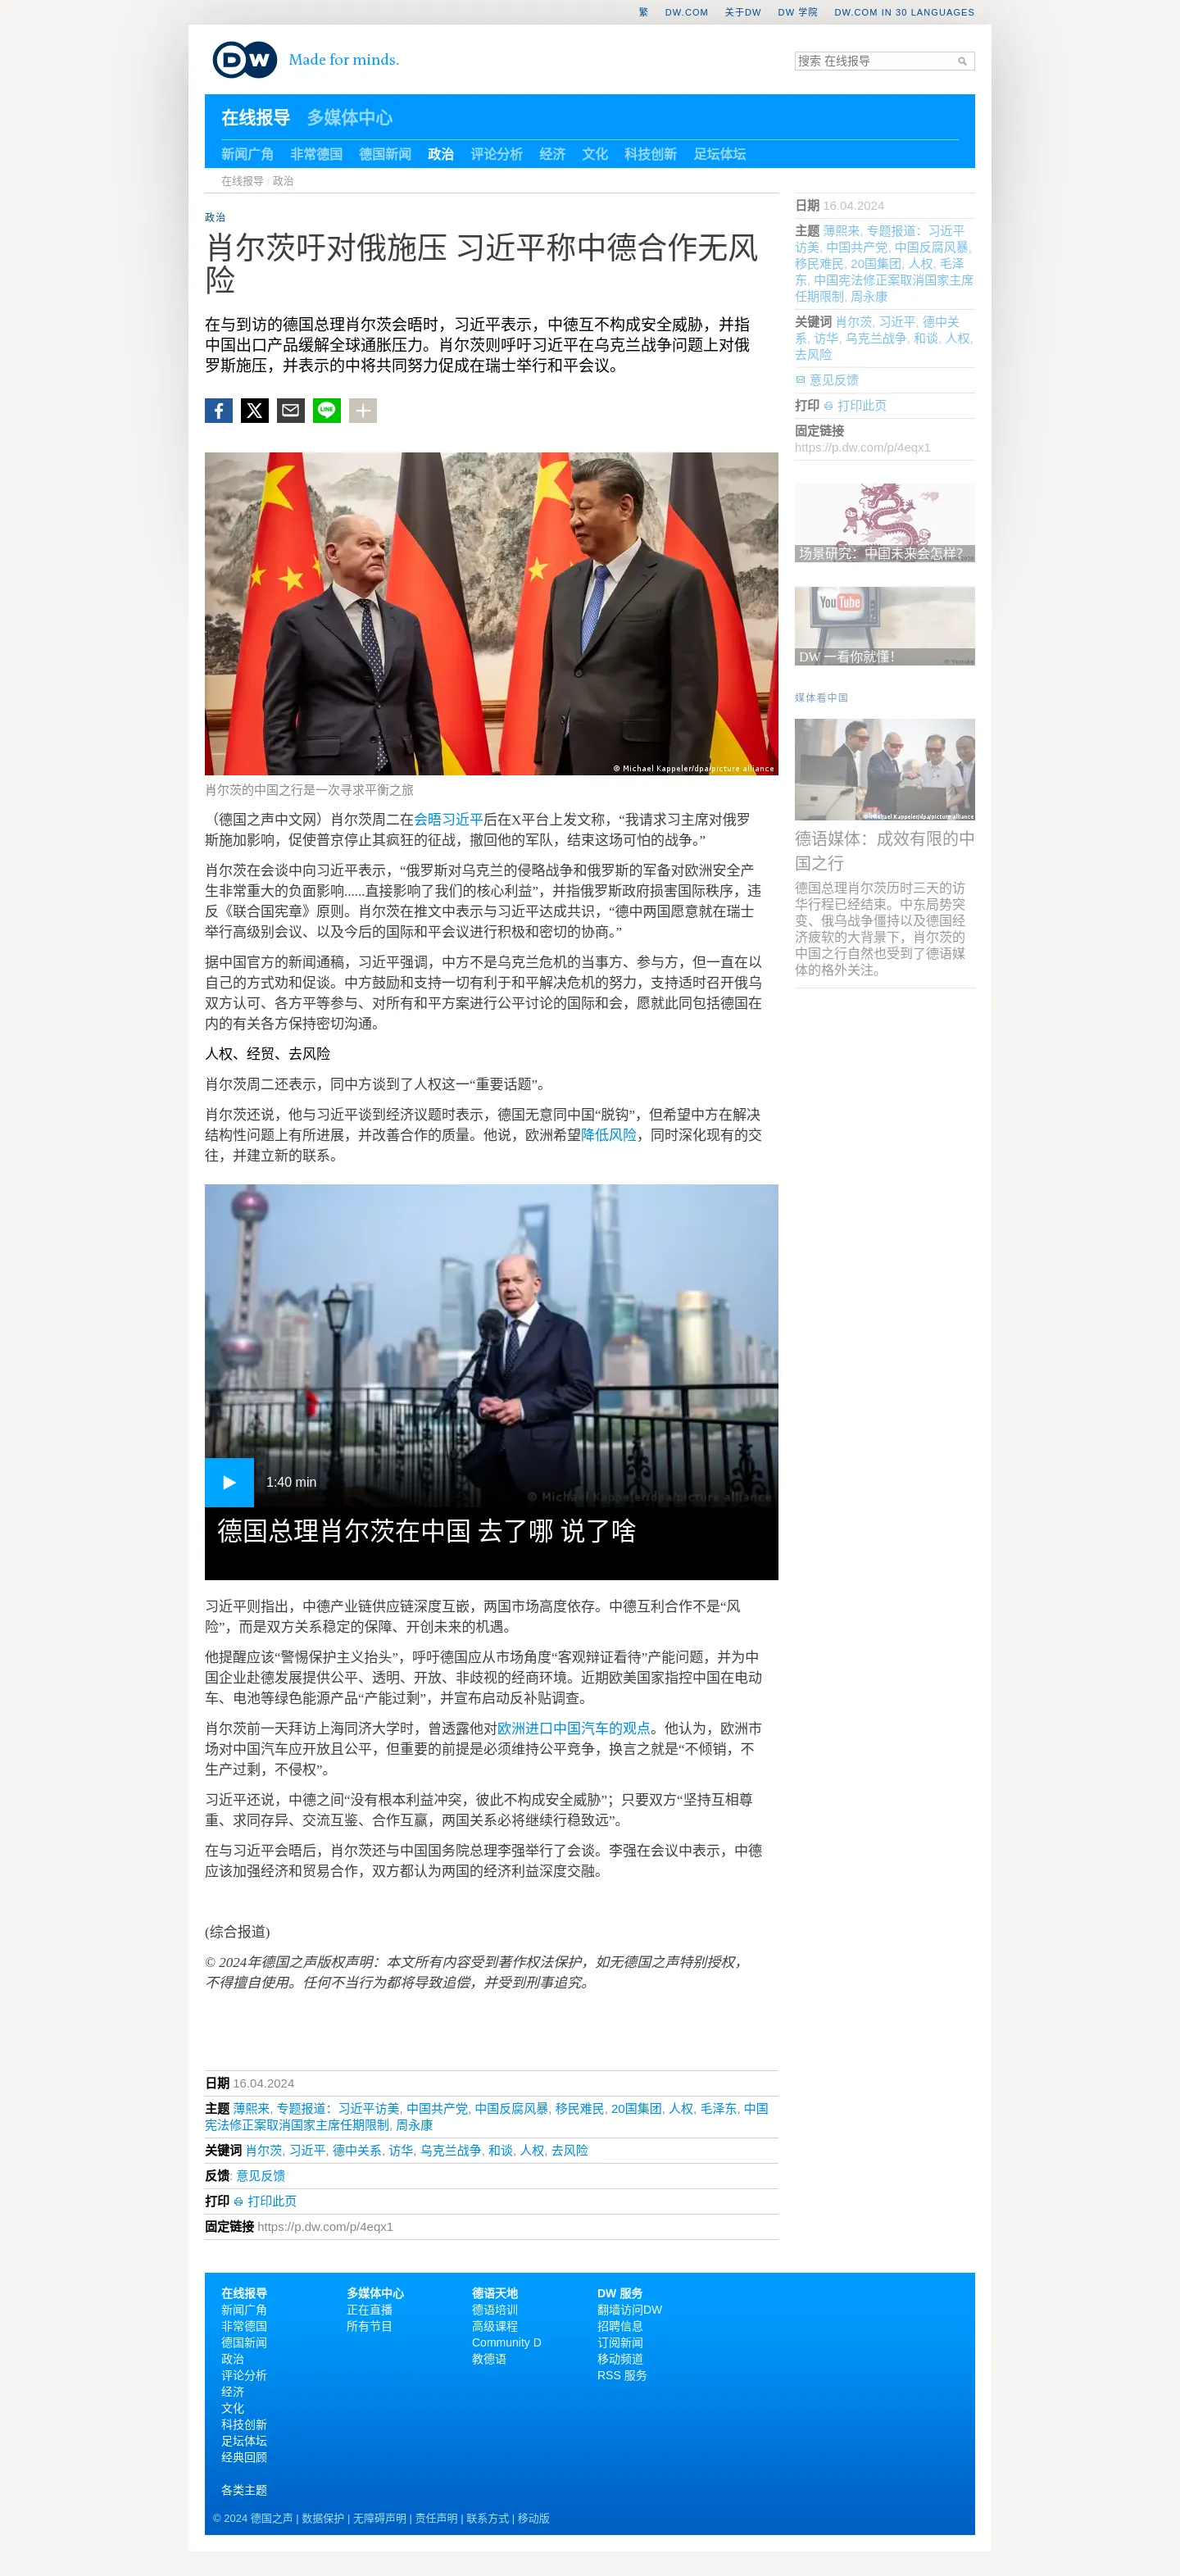 繁 DW.COM 关于DW DW 学院 DW.COM IN 30 LANGUAGES
DW Made for minds.
搜索 在线报导
在线报导 多媒体中心
新闻广角 非常德国 德国新闻 政治 评论分析 经济 文化 科技创新 足坛体坛
在线报导 / 政治
政治
肖尔茨吁对俄施压 习近平称中德合作无风
险
在与到访的德国总理肖尔茨会晤时，习近平表示，中德互不构成安全威胁，并指
中国出口产品缓解全球通胀压力。肖尔茨则呼吁习近平在乌克兰战争问题上对俄
罗斯施压，并表示的中将共同努力促成在瑞士举行和平会议。
LINE
© Michael Kappeler/dpa/picture alliance
肖尔茨的中国之行是一次寻求平衡之旅
（德国之声中文网）肖尔茨周二在会晤习近平后在X平台上发文称，“我请求习主席对俄罗
斯施加影响，促使普京停止其疯狂的征战，撤回他的军队，结束这场可怕的战争。”
肖尔茨在会谈中向习近平表示，“俄罗斯对乌克兰的侵略战争和俄罗斯的军备对欧洲安全产
生非常重大的负面影响......直接影响了我们的核心利益”，并指俄罗斯政府损害国际秩序，违
反《联合国宪章》原则。肖尔茨在推文中表示与习近平达成共识，“德中两国愿意就在瑞士
举行高级别会议、以及今后的国际和平会议进行积极和密切的协商。”
据中国官方的新闻通稿，习近平强调，中方不是乌克兰危机的当事方、参与方，但一直在以
自己的方式劝和促谈。中方鼓励和支持一切有利于和平解决危机的努力，支持适时召开俄乌
双方认可、各方平等参与、对所有和平方案进行公平讨论的国际和会，愿就此同包括德国在
内的有关各方保持密切沟通。
人权、经贸、去风险
肖尔茨周二还表示，同中方谈到了人权这一“重要话题”。
肖尔茨还说，他与习近平谈到经济议题时表示，德国无意同中国“脱钩”，但希望中方在解决
结构性问题上有所进展，并改善合作的质量。他说，欧洲希望降低风险，同时深化现有的交
往，并建立新的联系。
1:40 min
© Michael Kappeler/dpa/picture alliance
德国总理肖尔茨在中国 去了哪 说了啥
习近平则指出，中德产业链供应链深度互嵌，两国市场高度依存。中德互利合作不是“风
险”，而是双方关系稳定的保障、开创未来的机遇。
他提醒应该“警惕保护主义抬头”，呼吁德国应从市场角度“客观辩证看待”产能问题，并为中
国企业赴德发展提供公平、透明、开放、非歧视的经商环境。近期欧美国家指控中国在电动
车、电池等绿色能源产品“产能过剩”，并宣布启动反补贴调查。
肖尔茨前一天拜访上海同济大学时，曾透露他对欧洲进口中国汽车的观点。他认为，欧洲市
场对中国汽车应开放且公平，但重要的前提是必须维持公平竞争，换言之就是“不倾销，不
生产过剩，不侵权”。
习近平还说，中德之间“没有根本利益冲突，彼此不构成安全威胁”；只要双方“坚持互相尊
重、求同存异、交流互鉴、合作互赢，两国关系必将继续行稳致远”。
在与习近平会晤后，肖尔茨还与中国国务院总理李强举行了会谈。李强在会议中表示，中德
应该加强经济和贸易合作，双方都认为两国的经济利益深度交融。
(综合报道)
© 2024年德国之声版权声明：本文所有内容受到著作权法保护，如无德国之声特别授权，
不得擅自使用。任何不当行为都将导致追偿，并受到刑事追究。
日期 16.04.2024
主题 薄熙来, 专题报道：习近平访美, 中国共产党, 中国反腐风暴, 移民难民, 20国集团, 人权, 毛泽东, 中国
宪法修正案取消国家主席任期限制, 周永康
关键词 肖尔茨, 习近平, 德中关系, 访华, 乌克兰战争, 和谈, 人权, 去风险
反馈: 意见反馈
打印 打印此页
固定链接 https://p.dw.com/p/4eqx1
日期 16.04.2024
主题 薄熙来, 专题报道：习近平
访美, 中国共产党, 中国反腐风暴,
移民难民, 20国集团, 人权, 毛泽
东, 中国宪法修正案取消国家主席
任期限制, 周永康
关键词 肖尔茨, 习近平, 德中关
系, 访华, 乌克兰战争, 和谈, 人权,
去风险
意见反馈
打印 打印此页
固定链接
https://p.dw.com/p/4eqx1
场景研究：中国未来会怎样？
YouTube
© Youtube
DW 一看你就懂！
媒体看中国
© Michael Kappeler/dpa/picture alliance
德语媒体：成效有限的中
国之行
德国总理肖尔茨历时三天的访
华行程已经结束。中东局势突
变、俄乌战争僵持以及德国经
济疲软的大背景下，肖尔茨的
中国之行自然也受到了德语媒
体的格外关注。
在线报导
新闻广角
非常德国
德国新闻
政治
评论分析
经济
文化
科技创新
足坛体坛
经典回顾
各类主题
多媒体中心
正在直播
所有节目
德语天地
德语培训
高级课程
Community D
教德语
DW 服务
翻墙访问DW
招聘信息
订阅新闻
移动频道
RSS 服务
© 2024 德国之声 | 数据保护 | 无障碍声明 | 责任声明 | 联系方式 | 移动版